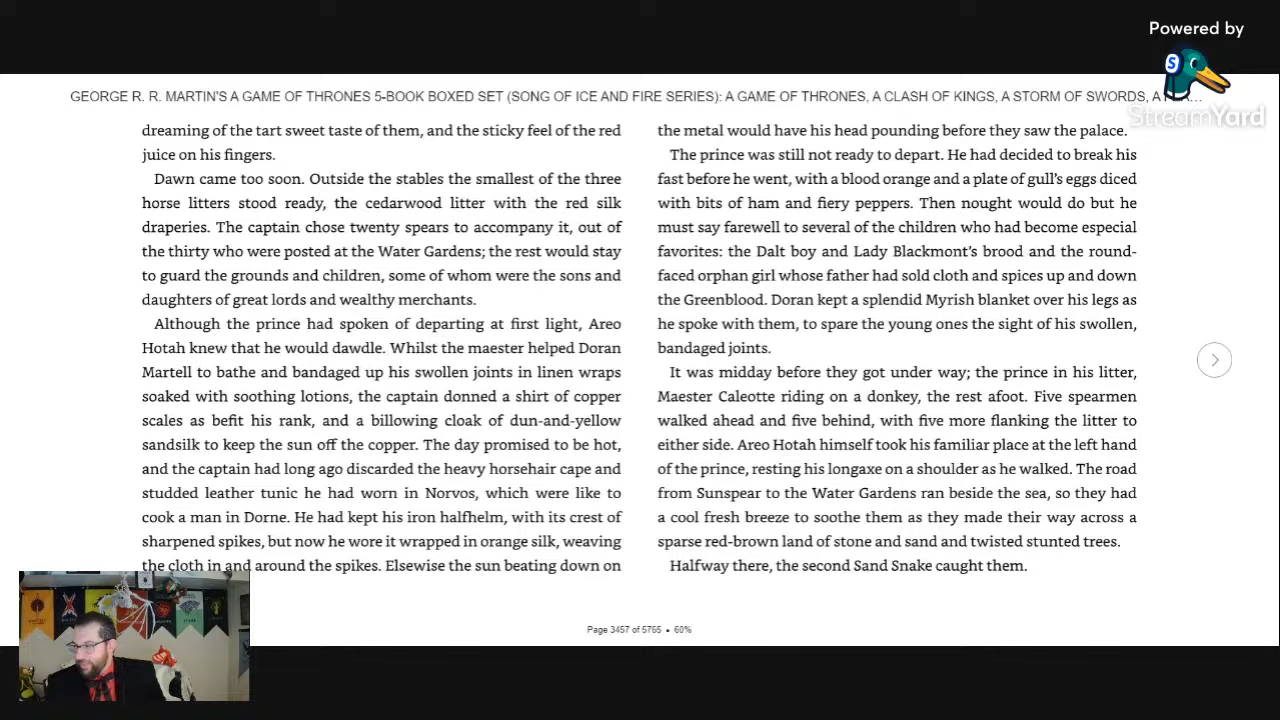 Powered by
StreamYard
GEORGE R. R. MARTIN'S A GAME OF THRONES 5-BOOK BOXED SET (SONG OF ICE AND FIRE SERIES): A GAME OF THRONES, A CLASH OF KINGS, A STORM OF SWORDS, A
dreaming of the tart sweet taste of them, and the sticky feel of the red
juice on his fingers.
Dawn came too soon. Outside the stables the smallest of the three
horse litters stood ready, the cedarwood litter with the red silk
draperies. The captain chose twenty spears to accompany it, out of
the thirty who were posted at the Water Gardens; the rest would stay
to guard the grounds and children, some of whom were the sons and
daughters of great lords and wealthy merchants.
Although the prince had spoken of departing at first light, Areo
Hotah knew that he would dawdle. Whilst the maester helped Doran
Martell to bathe and bandaged up his swollen joints in linen wraps
soaked with soothing lotions, the captain donned a shirt of copper
scales as befit his rank, and a billowing cloak of dun-and-yellow
sandsilk to keep the sun off the copper. The day promised to be hot,
and the captain had long ago discarded the heavy horsehair cape and
studded leather tunic he had worn in Norvos, which were like to
cook a man in Dorne. He had kept his iron halfhelm, with its crest of
sharpened spikes, but now he wore it wrapped in orange silk, weaving
the cloth in and around the spikes. Elsewise the sun beating down on
the metal would have his head pounding before they saw the palace.
The prince was still not ready to depart. He had decided to break his
fast before he went, with a blood orange and a plate of gull's eggs diced
with bits of ham and fiery peppers. Then nought would do but he
must say farewell to several of the children who had become especial
favorites: the Dalt boy and Lady Blackmont's brood and the round-
faced orphan girl whose father had sold cloth and spices up and down
the Greenblood. Doran kept a splendid Myrish blanket over his legs as
he spoke with them, to spare the young ones the sight of his swollen,
bandaged joints.
It was midday before they got under way; the prince in his litter,
Maester Caleotte riding on a donkey, the rest afoot. Five spearmen
walked ahead and five behind, with five more flanking the litter to
either side. Areo Hotah himself took his familiar place at the left hand
of the prince, resting his longaxe on a shoulder as he walked. The road
from Sunspear to the Water Gardens ran beside the sea, so they had
a cool fresh breeze to soothe them as they made their way across a
sparse red-brown land of stone and sand and twisted stunted trees.
Halfway there, the second Sand Snake caught them.
Page 3457 of 5765 • 60%